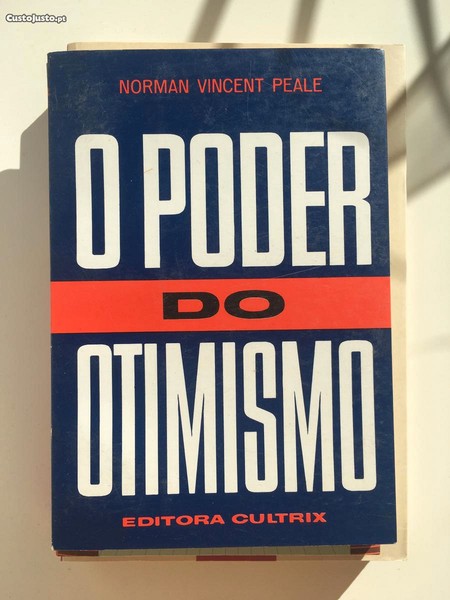 CustoJusto.pt
NORMAN VINCENT PEALE
O PODER
DO
OTIMISMO
EDITORA CULTRIX